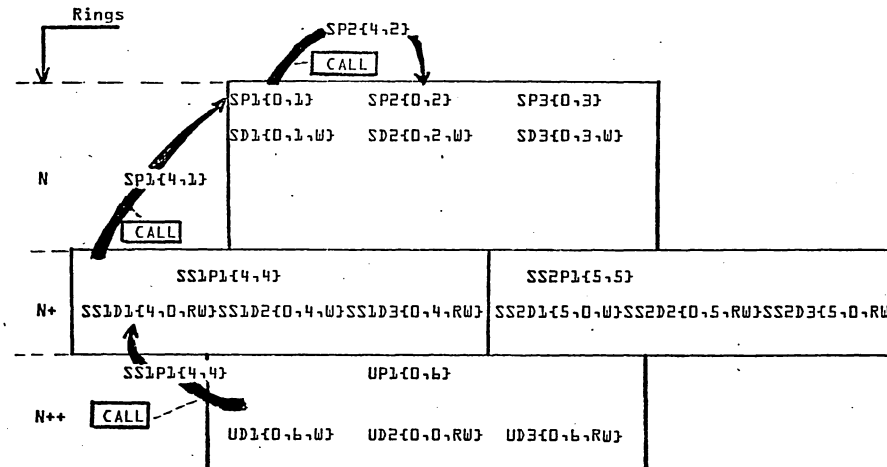 Rings
SP2{4,2}
CALL
SP1{0,1} SP2{0,2} SP3{0,3}
SD1{0,1,W} SD2{0,2,W} SD3{0,3,W}
N SP1{4,1}
CALL
SS1P1{4,4} SS2P1{5,5}
N+ SS1D1{4,0,RW}SS1D2{0,4,W}SS1D3{0,4,RW} SS2D1{5,0,W}SS2D2{0,5,RW}SS2D3{5,0,RW
SS1P1{4,4} UP1{0,6}
N++ CALL
UD1{0,6,W} UD2{0,0,RW} UD3{0,6,RW}